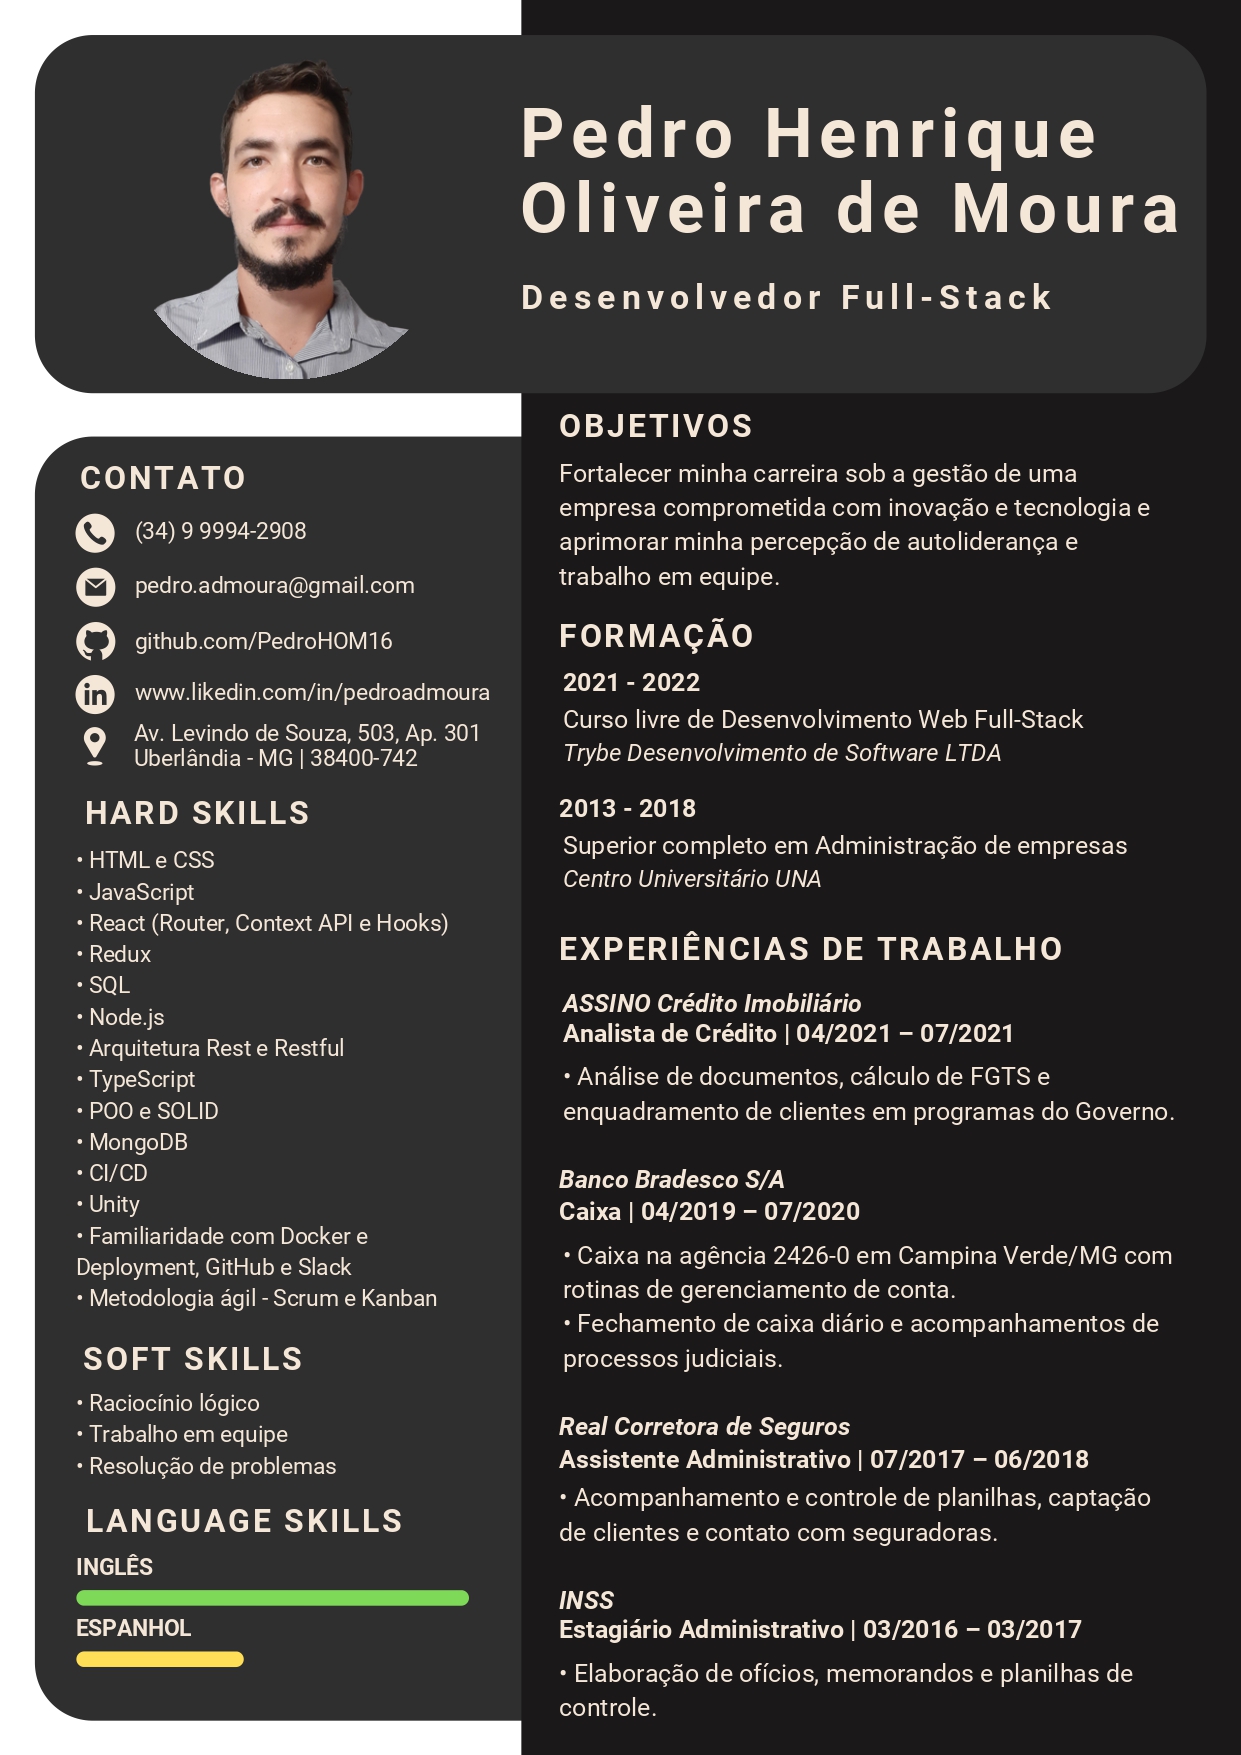 Pedro Henrique
Oliveira de Moura
Desenvolvedor Full-Stack
CONTATO
(34) 9 9994-2908
pedro.admoura@gmail.com
github.com/PedroHOM16
www.likedin.com/in/pedroadmoura
Av. Levindo de Souza, 503, Ap. 301
Uberlândia - MG | 38400-742
HARD SKILLS
• HTML e CSS
• JavaScript
• React (Router, Context API e Hooks)
• Redux
• SQL
• Node.js
• Arquitetura Rest e Restful
• TypeScript
• POO e SOLID
• MongoDB
• CI/CD
• Unity
• Familiaridade com Docker e
Deployment, GitHub e Slack
• Metodologia ágil - Scrum e Kanban
SOFT SKILLS
• Raciocínio lógico
• Trabalho em equipe
• Resolução de problemas
LANGUAGE SKILLS
INGLÊS
ESPANHOL
OBJETIVOS
Fortalecer minha carreira sob a gestão de uma
empresa comprometida com inovação e tecnologia e
aprimorar minha percepção de autoliderança e
trabalho em equipe.
FORMAÇÃO
2021 - 2022
Curso livre de Desenvolvimento Web Full-Stack
Trybe Desenvolvimento de Software LTDA
2013 - 2018
Superior completo em Administração de empresas
Centro Universitário UNA
EXPERIÊNCIAS DE TRABALHO
ASSINO Crédito Imobiliário
Analista de Crédito | 04/2021 – 07/2021
• Análise de documentos, cálculo de FGTS e
enquadramento de clientes em programas do Governo.
Banco Bradesco S/A
Caixa | 04/2019 – 07/2020
• Caixa na agência 2426-0 em Campina Verde/MG com
rotinas de gerenciamento de conta.
• Fechamento de caixa diário e acompanhamentos de
processos judiciais.
Real Corretora de Seguros
Assistente Administrativo | 07/2017 – 06/2018
• Acompanhamento e controle de planilhas, captação
de clientes e contato com seguradoras.
INSS
Estagiário Administrativo | 03/2016 – 03/2017
• Elaboração de ofícios, memorandos e planilhas de
controle.